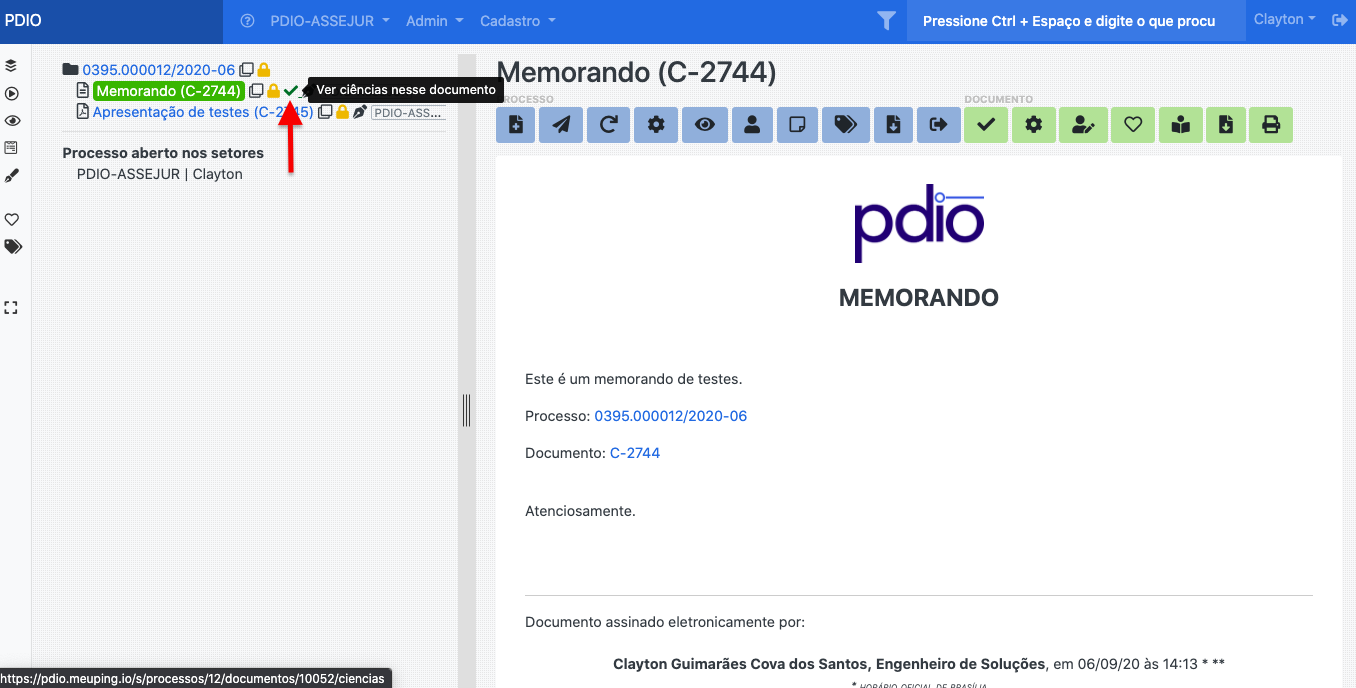 PDIO
PDIO-ASSEJUR Admin Cadastro
Pressione Ctrl + Espaço e digite o que procu
Clayton
0395.000012/2020-06
Memorando (C-2744)
Ver ciências nesse documento
Apresentação de testes (C-2745) PDIO-ASS...
Processo aberto nos setores
PDIO-ASSEJUR | Clayton
Memorando (C-2744)
DOCUMENTO
pdio
MEMORANDO
Este é um memorando de testes.
Processo: 0395.000012/2020-06
Documento: C-2744
Atenciosamente.
Documento assinado eletronicamente por:
Clayton Guimarães Cova dos Santos, Engenheiro de Soluções, em 06/09/20 às 14:13 * **
* HORÁRIO OFICIAL DE BRASÍLIA
https://pdio.meuping.io/s/processos/12/documentos/10052/ciencias